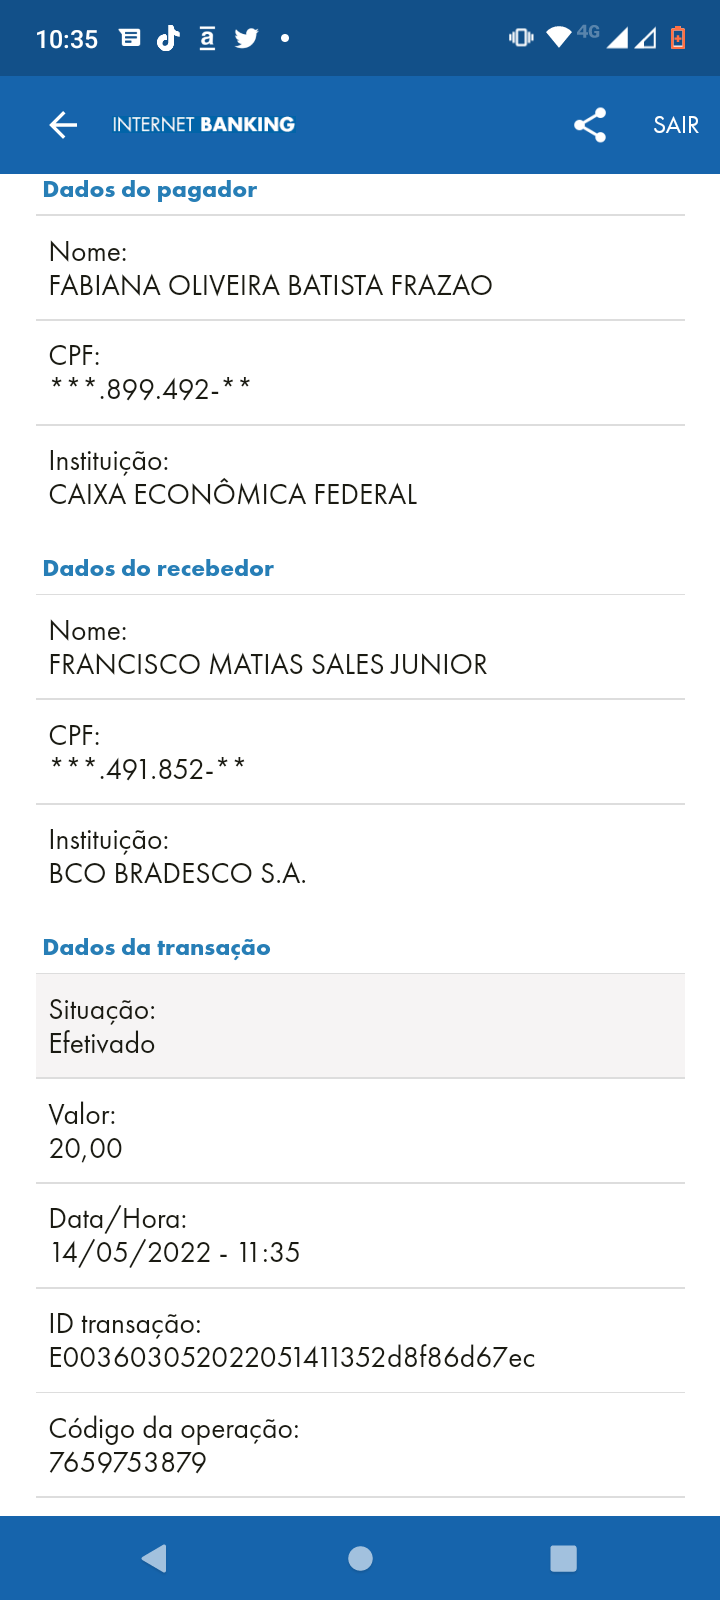 10:35
4G
INTERNET BANKING
SAIR
Dados do pagador
Nome:
FABIANA OLIVEIRA BATISTA FRAZAO
CPF:
***.899.492-**
Instituição:
CAIXA ECONÔMICA FEDERAL
Dados do recebedor
Nome:
FRANCISCO MATIAS SALES JUNIOR
CPF:
***.491.852-**
Instituição:
BCO BRADESCO S.A.
Dados da transação
Situação:
Efetivado
Valor:
20,00
Data/Hora:
14/05/2022 - 11:35
ID transação:
E003603052022051411352d8f86d67ec
Código da operação:
7659753879